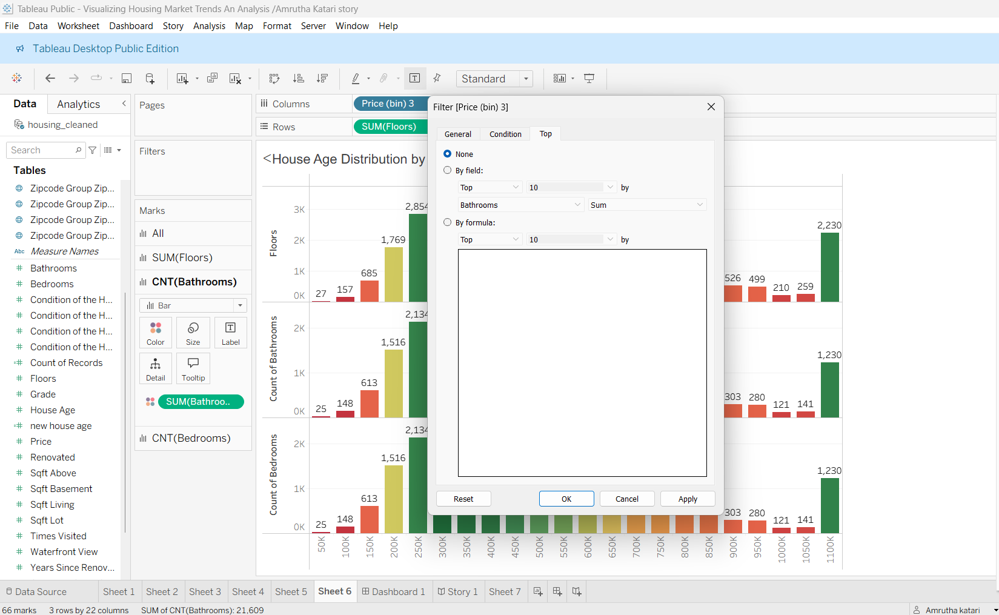 Tableau Public - Visualizing Housing Market Trends An Analysis /Amrutha Katari story
File Data Worksheet Dashboard Story Analysis Map Format Server Window Help
Tableau Desktop Public Edition
Standard
Data Analytics
housing_cleaned
Search
Tables
Zipcode Group Zip...
Zipcode Group Zip...
Zipcode Group Zip...
Zipcode Group Zip...
Abc Measure Names
Bathrooms
Bedrooms
Condition of the H...
Condition of the H...
Condition of the H...
Condition of the H...
Count of Records
Floors
Grade
House Age
new house age
Price
Renovated
Sqft Above
Sqft Basement
Sqft Living
Sqft Lot
Times Visited
Waterfront View
Years Since Renov...
Pages
Filters
Marks
All
SUM(Floors)
CNT(Bathrooms)
Bar
Color Size Label
Detail Tooltip
SUM(Bathroo..
CNT(Bedrooms)
Columns Price (bin) 3
Rows SUM(Floors)
<House Age Distribution by
Floors
3K
2K
1K
0K
27 157 685 1,769 2,854 526 499 210 259 2,230
Count of Bathrooms
2K
1K
0K
25 148 613 1,516 2,134 303 280 121 141 1,230
Count of Bedrooms
2K
1K
0K
25 148 613 1,516 2,134 303 280 121 141 1,230
50K 100K 150K 200K 250K 300K 350K 400K 450K 500K 550K 600K 650K 700K 750K 800K 850K 900K 950K 1000K 1050K 1100K
Filter [Price (bin) 3]
General Condition Top
None
By field:
Top 10 by
Bathrooms Sum
By formula:
Top 10 by
Reset OK Cancel Apply
Data Source Sheet 1 Sheet 2 Sheet 3 Sheet 4 Sheet 5 Sheet 6 Dashboard 1 Story 1 Sheet 7
66 marks 3 rows by 22 columns SUM of CNT(Bathrooms): 21,609 Amrutha katari